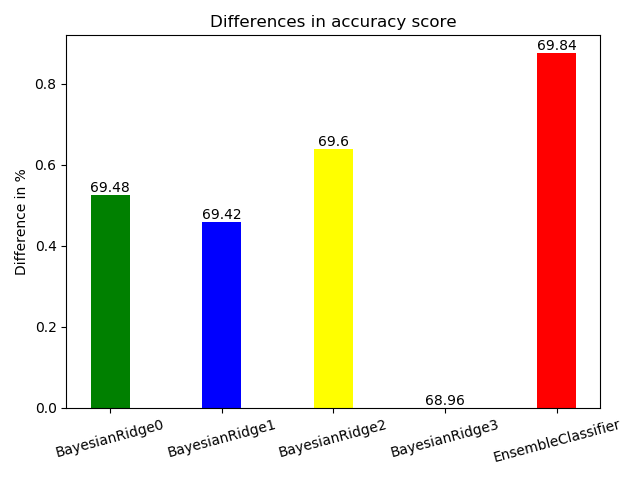 Differences in accuracy score
Difference in %
0.8
0.6
0.4
0.2
0.0
69.48
69.42
69.6
68.96
69.84
BayesianRidge0
BayesianRidge1
BayesianRidge2
BayesianRidge3
EnsembleClassifier